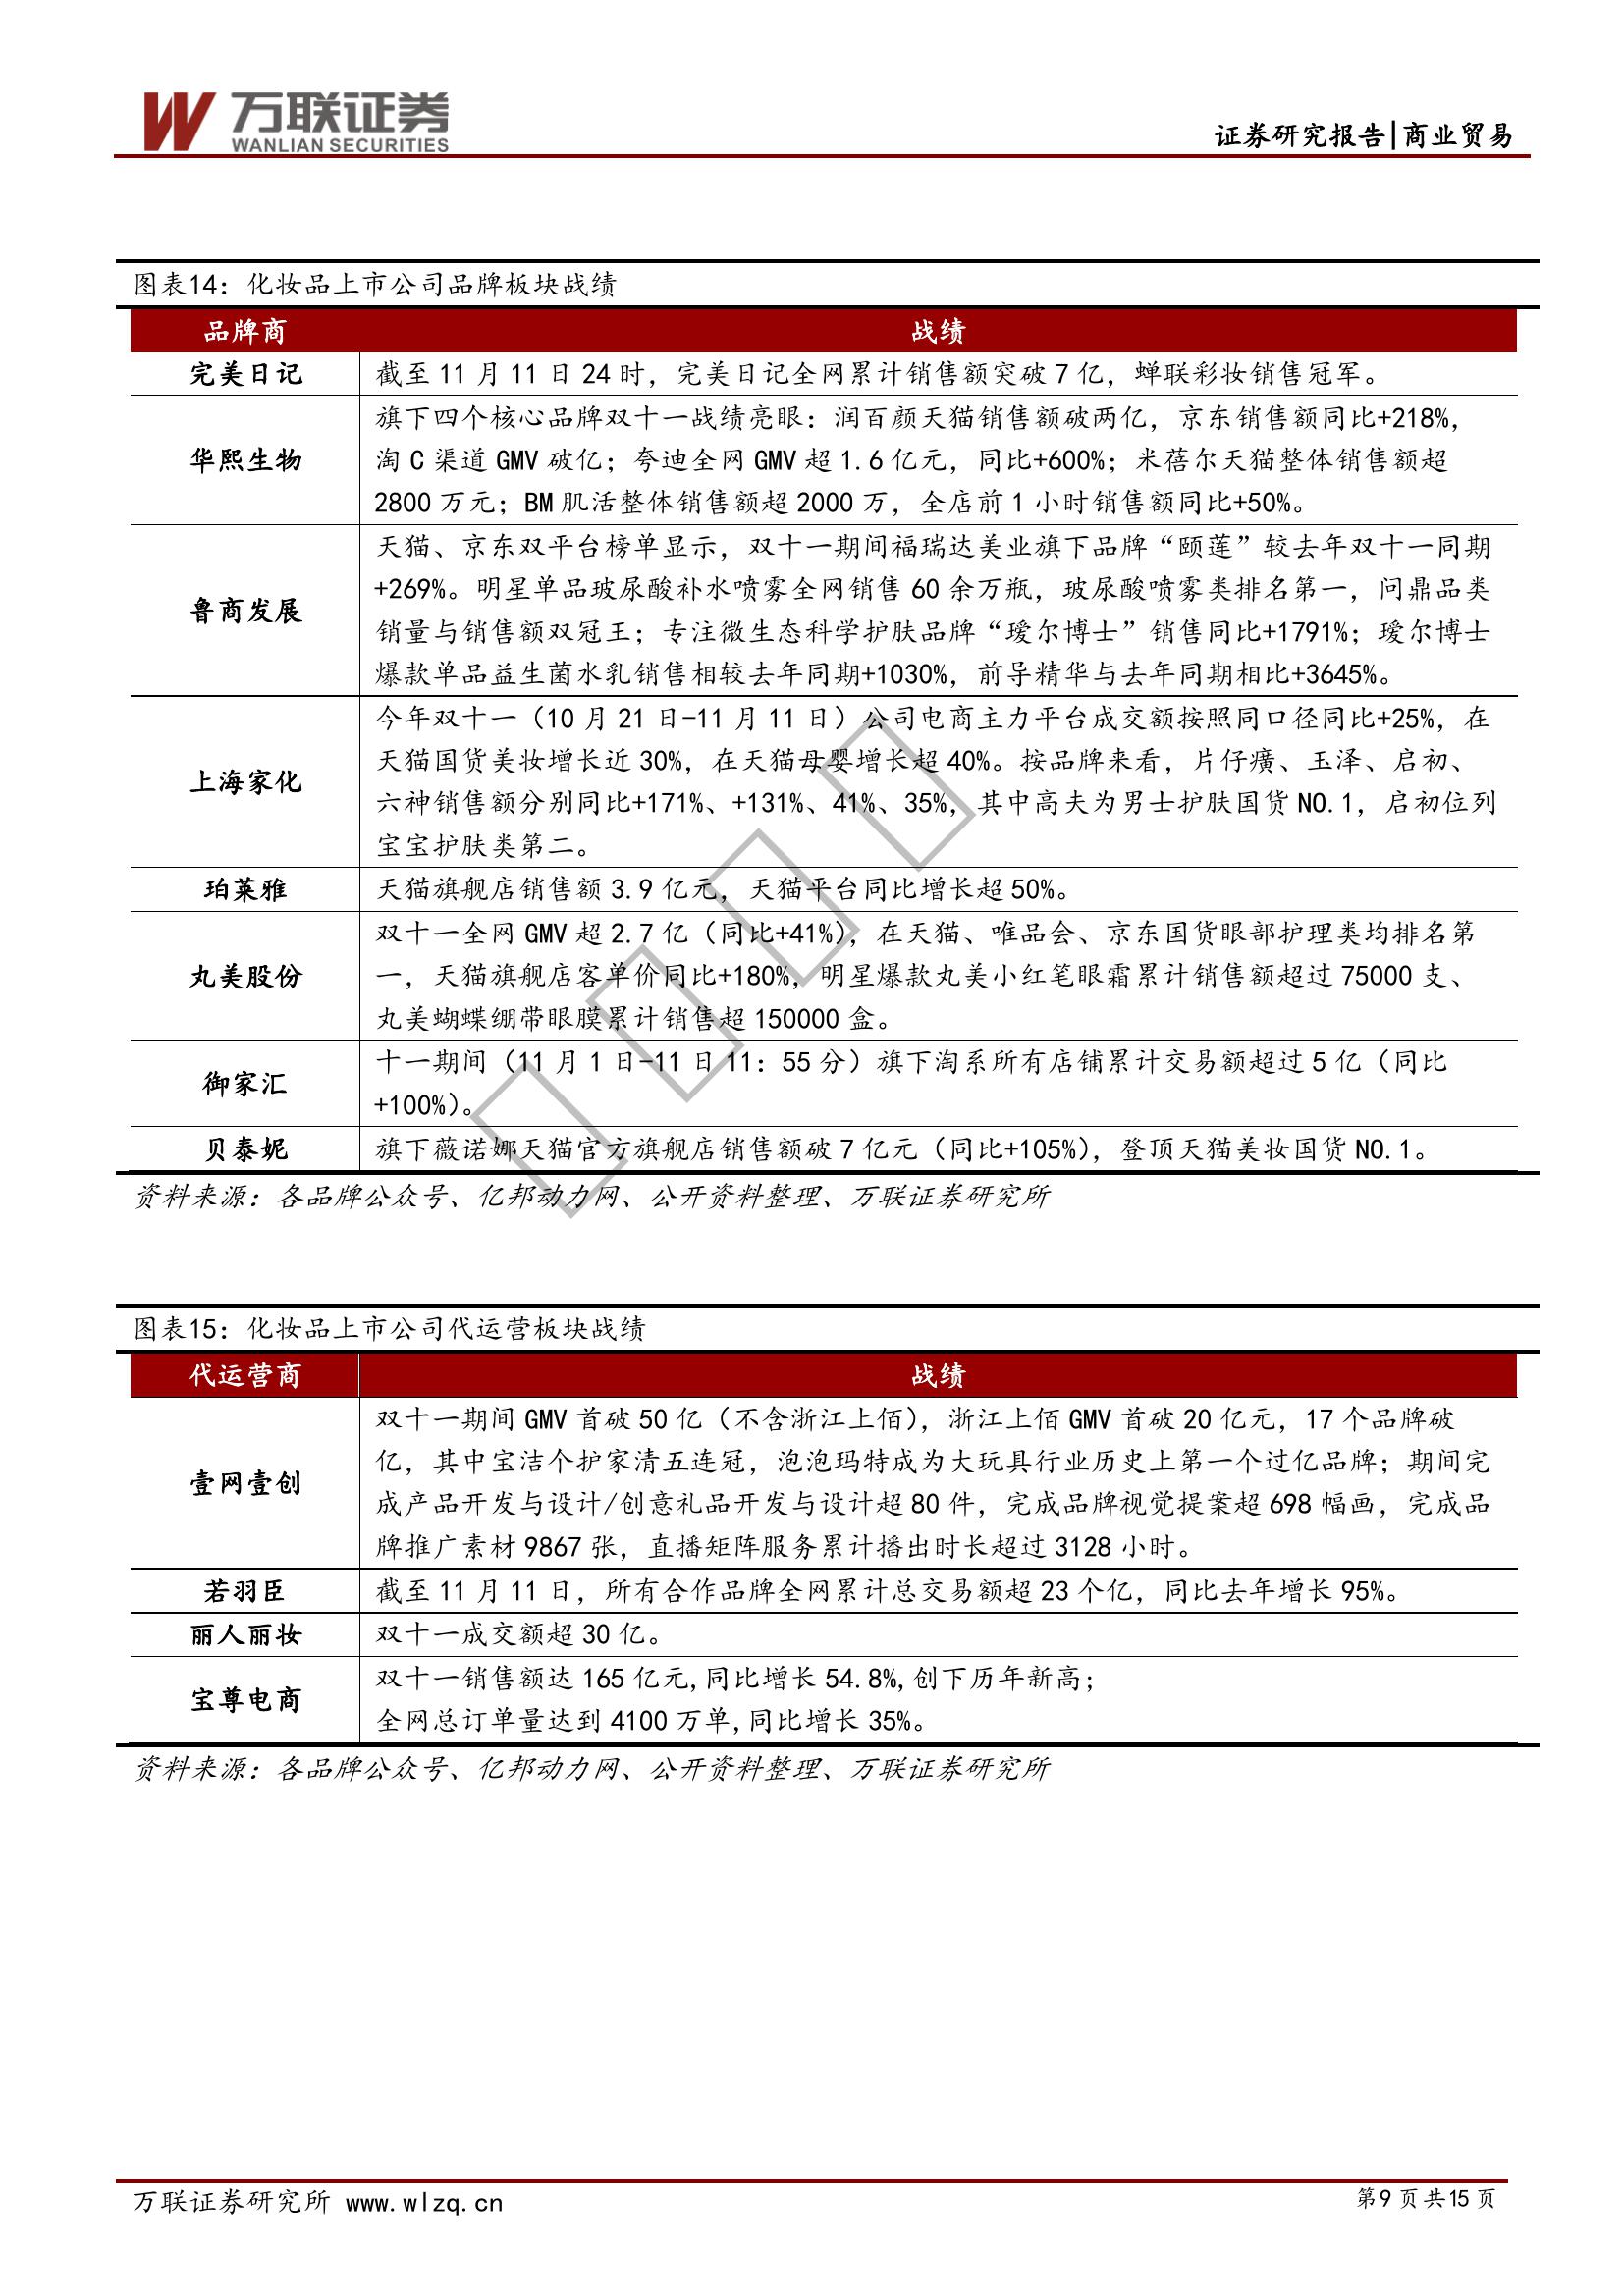 万联证券
WANLIAN SECURITIES
证券研究报告|商业贸易
图表14：化妆品上市公司品牌板块战绩
品牌商 战绩
完美日记 截至 11 月 11 日 24 时，完美日记全网累计销售额突破 7 亿，蝉联彩妆销售冠军。
华熙生物
旗下四个核心品牌双十一战绩亮眼：润百颜天猫销售额破两亿，京东销售额同比+218%，
淘 C 渠道 GMV 破亿；夸迪全网 GMV 超 1.6 亿元，同比+600%；米蓓尔天猫整体销售额超
2800 万元；BM 肌活整体销售额超 2000 万，全店前 1 小时销售额同比+50%。
鲁商发展
天猫、京东双平台榜单显示，双十一期间福瑞达美业旗下品牌“颐莲”较去年双十一同期
+269%。明星单品玻尿酸补水喷雾全网销售 60 余万瓶，玻尿酸喷雾类排名第一，问鼎品类
销量与销售额双冠王；专注微生态科学护肤品牌“瑷尔博士”销售同比+1791%；瑷尔博士
爆款单品益生菌水乳销售相较去年同期+1030%，前导精华与去年同期相比+3645%。
上海家化
今年双十一（10 月 21 日-11 月 11 日）公司电商主力平台成交额按照同口径同比+25%，在
天猫国货美妆增长近 30%，在天猫母婴增长超 40%。按品牌来看，片仔癀、玉泽、启初、
六神销售额分别同比+171%、+131%、41%、35%，其中高夫为男士护肤国货 NO.1，启初位列
宝宝护肤类第二。
珀莱雅 天猫旗舰店销售额 3.9 亿元，天猫平台同比增长超 50%。
丸美股份
双十一全网 GMV 超 2.7 亿（同比+41%），在天猫、唯品会、京东国货眼部护理类均排名第
一，天猫旗舰店客单价同比+180%，明星爆款丸美小红笔眼霜累计销售额超过 75000 支、
丸美蝴蝶绷带眼膜累计销售超 150000 盒。
御家汇
十一期间（11 月 1 日-11 日 11：55 分）旗下淘系所有店铺累计交易额超过 5 亿（同比
+100%）。
贝泰妮 旗下薇诺娜天猫官方旗舰店销售额破 7 亿元（同比+105%），登顶天猫美妆国货 NO.1。
资料来源：各品牌公众号、亿邦动力网、公开资料整理、万联证券研究所
图表15：化妆品上市公司代运营板块战绩
代运营商 战绩
壹网壹创
双十一期间 GMV 首破 50 亿（不含浙江上佰），浙江上佰 GMV 首破 20 亿元，17 个品牌破
亿，其中宝洁个护家清五连冠，泡泡玛特成为大玩具行业历史上第一个过亿品牌；期间完
成产品开发与设计/创意礼品开发与设计超 80 件，完成品牌视觉提案超 698 幅画，完成品
牌推广素材 9867 张，直播矩阵服务累计播出时长超过 3128 小时。
若羽臣 截至 11 月 11 日，所有合作品牌全网累计总交易额超 23 个亿，同比去年增长 95%。
丽人丽妆 双十一成交额超 30 亿。
宝尊电商
双十一销售额达 165 亿元,同比增长 54.8%,创下历年新高；
全网总订单量达到 4100 万单,同比增长 35%。
资料来源：各品牌公众号、亿邦动力网、公开资料整理、万联证券研究所
万联证券研究所 www.wlzq.cn 第9页共15页